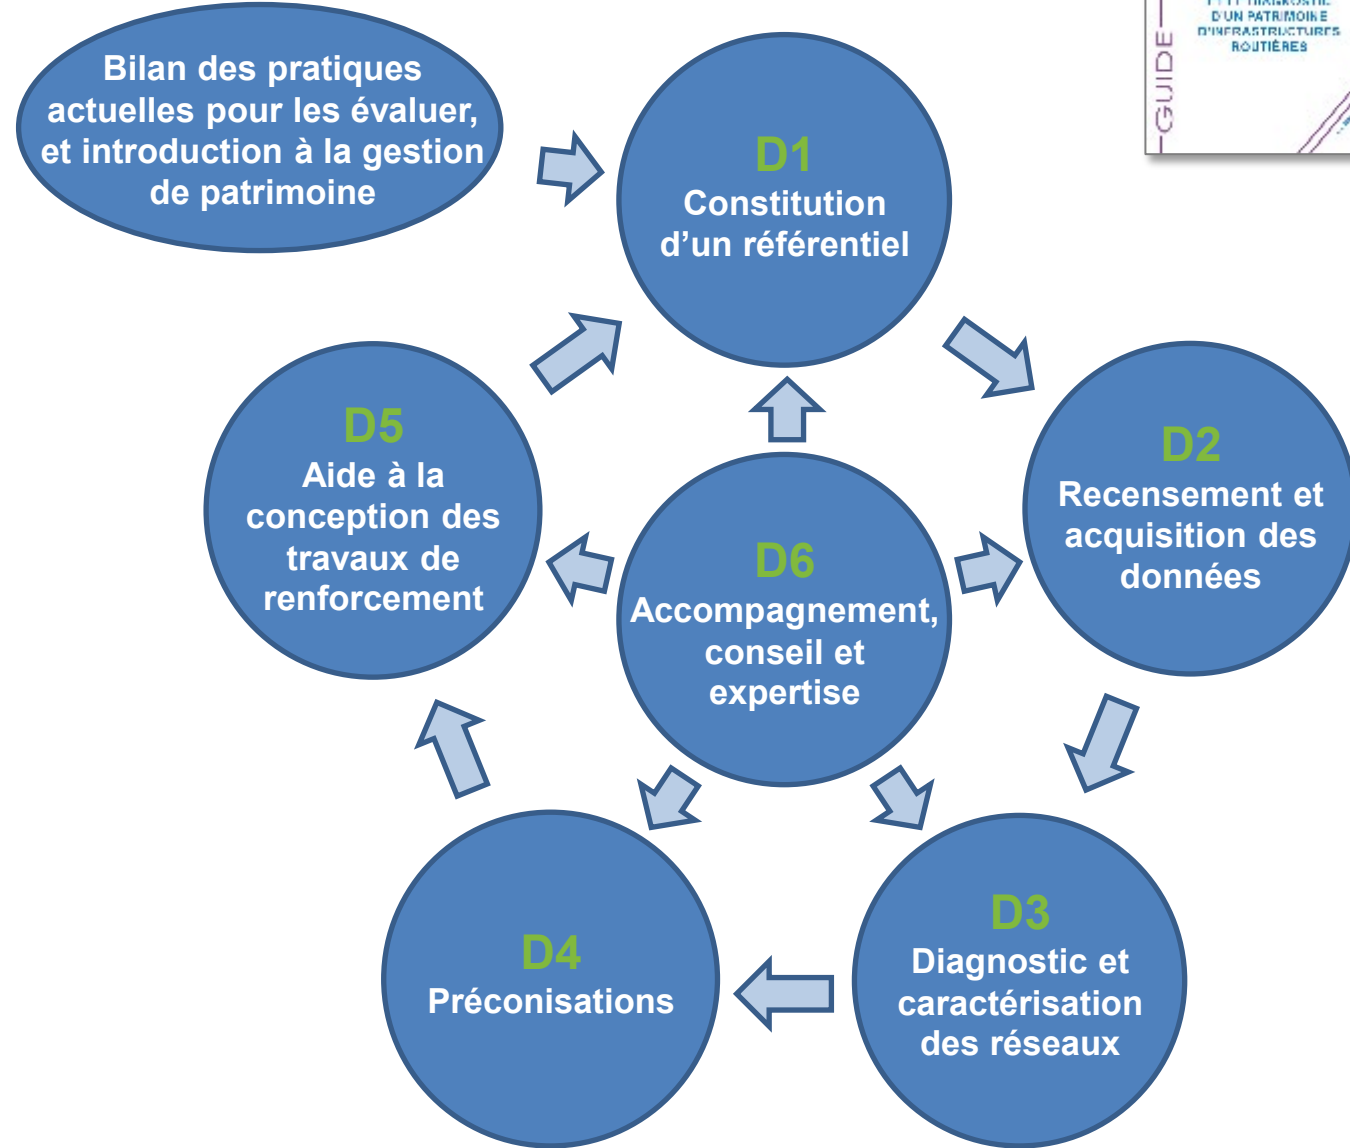 Bilan des pratiques
actuelles pour les évaluer,
et introduction à la gestion
de patrimoine
D1
Constitution
d’un référentiel
D2
Recensement et
acquisition des
données
D3
Diagnostic et
caractérisation
des réseaux
D4
Préconisations
D5
Aide à la
conception des
travaux de
renforcement
D6
Accompagnement,
conseil et
expertise
GUIDE
D'UN PATRIMOINE
D'INFRASTRUCTURES
ROUTIÈRES